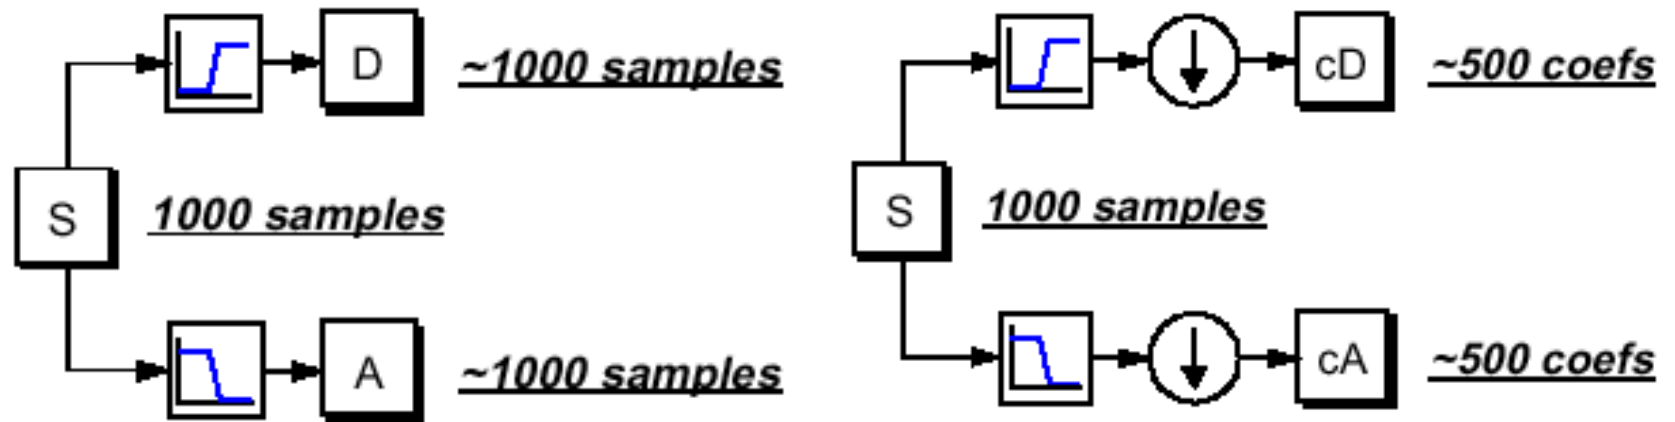 D
~1000 samples
S
1000 samples
A
~1000 samples
cD
~500 coefs
S
1000 samples
cA
~500 coefs